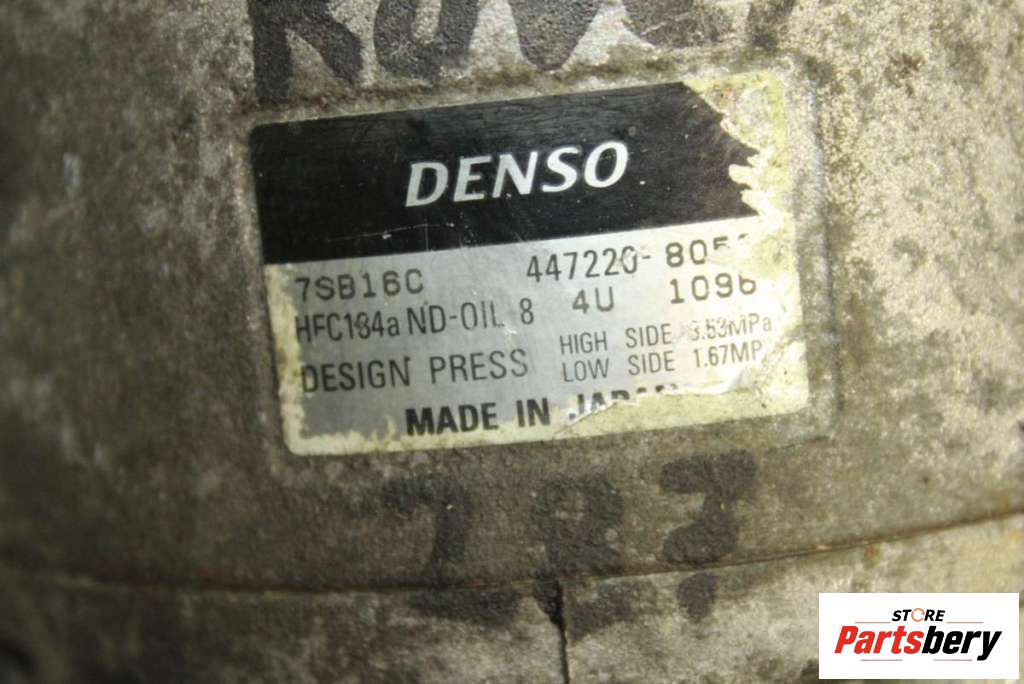 DENSO
7SB16C 447220-805
HFC134a ND-OIL 8 4U 1096
DESIGN PRESS HIGH SIDE 3.53MPa
LOW SIDE 1.67MP
MADE IN JAPAN
787
STORE
Partsbery